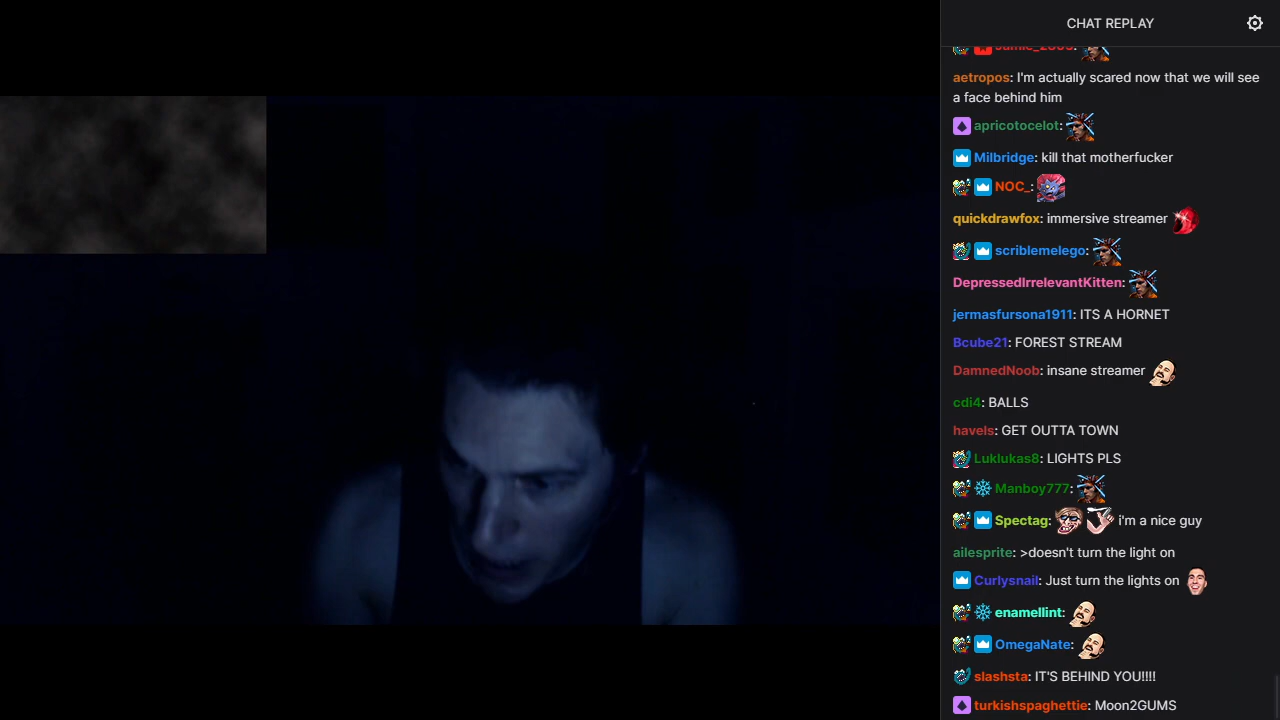 CHAT REPLAY
Jamie_2003:
aetropos: I'm actually scared now that we will see
a face behind him
apricotocelot:
Milbridge: kill that motherfucker
NOC_:
quickdrawfox: immersive streamer
scriblemelego:
DepressedIrrelevantKitten:
jermasfursona1911: ITS A HORNET
Bcube21: FOREST STREAM
DamnedNoob: insane streamer
cdi4: BALLS
havels: GET OUTTA TOWN
Luklukas8: LIGHTS PLS
Manboy777:
Spectag: i'm a nice guy
ailesprite: >doesn't turn the light on
Curlysnail: Just turn the lights on
enamellint:
OmegaNate:
slashsta: IT'S BEHIND YOU!!!!
turkishspaghettie: Moon2GUMS